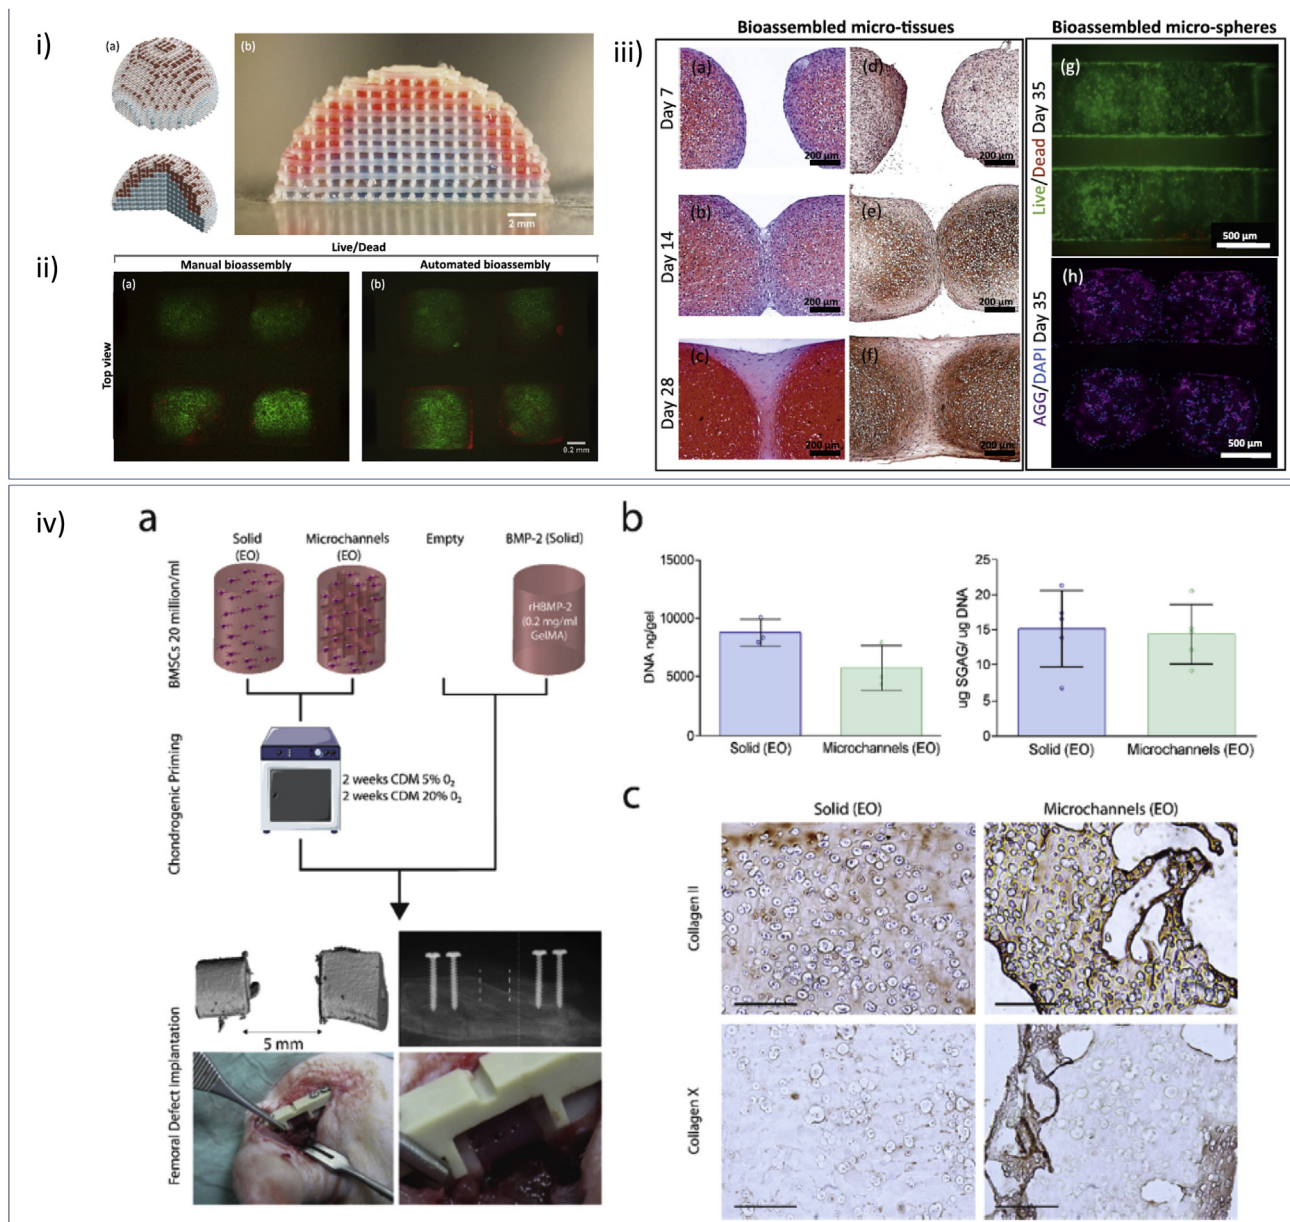 i)
(a)
(b)
2 mm
ii)
Live/Dead
Manual bioassembly
Automated bioassembly
(a)
(b)
Top view
0.2 mm
iii)
Bioassembled micro-tissues
Bioassembled micro-spheres
Day 7
(a)
200 µm
(d)
200 µm
Day 14
(b)
200 µm
(e)
200 µm
Day 28
(c)
200 µm
(f)
200 µm
Live/Dead Day 35
(g)
500 µm
AGG/DAPI Day 35
(h)
500 µm
iv)
a
BMSCs 20 million/ml
Solid
(EO)
Microchannels
(EO)
Empty
BMP-2 (Solid)
rHBMP-2
(0.2 mg/ml
GelMA)
Chondrogenic Priming
2 weeks CDM 5% 0₂
2 weeks CDM 20% 0₂
Femoral Defect Implantation
5 mm
b
DNA ng/gel
15000
10000
5000
0
Solid (EO)
Microchannels (EO)
ug SGAG/ ug DNA
25
20
15
10
5
0
Solid (EO)
Microchannels (EO)
c
Solid (EO)
Microchannels (EO)
Collagen II
Collagen X